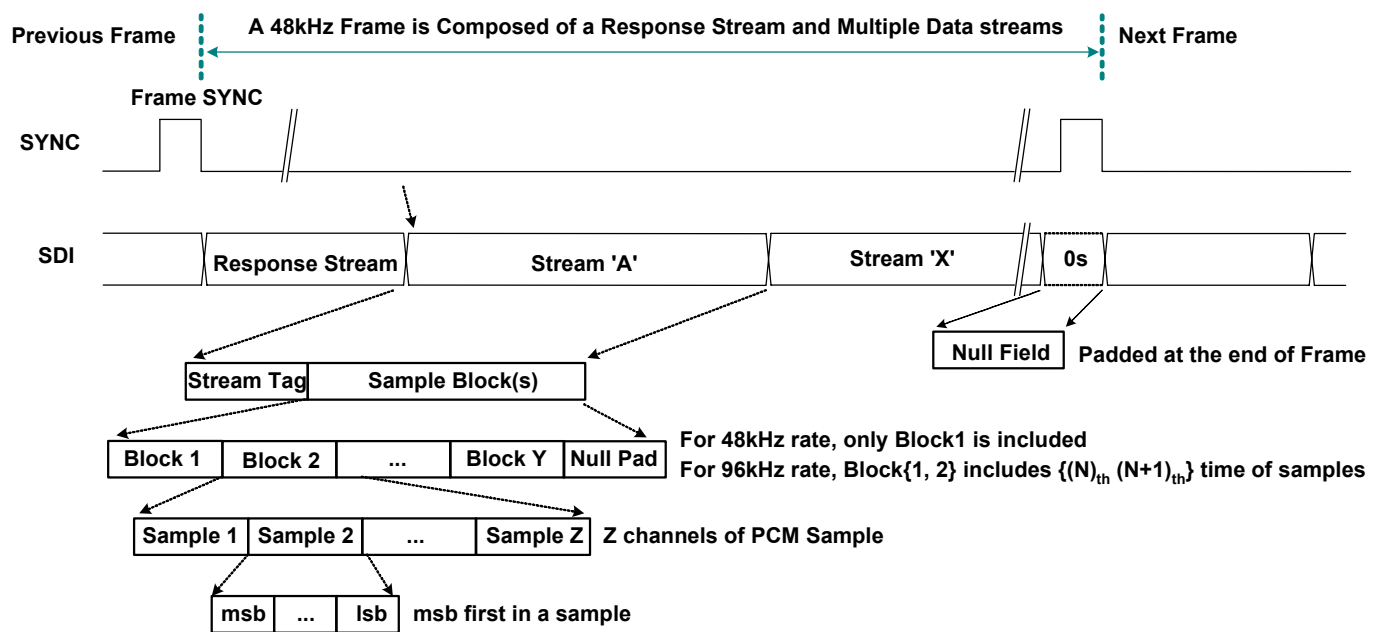 A 48kHz Frame is Composed of a Response Stream and Multiple Data streams
Previous Frame
Next Frame
Frame SYNC
SYNC
SDI
Response Stream
Stream 'A'
Stream 'X'
0s
Null Field
Padded at the end of Frame
Stream Tag
Sample Block(s)
Block 1
Block 2
...
Block Y
Null Pad
For 48kHz rate, only Block1 is included
For 96kHz rate, Block{1, 2} includes {(N)th (N+1)th} time of samples
Sample 1
Sample 2
...
Sample Z
Z channels of PCM Sample
msb
...
lsb
msb first in a sample